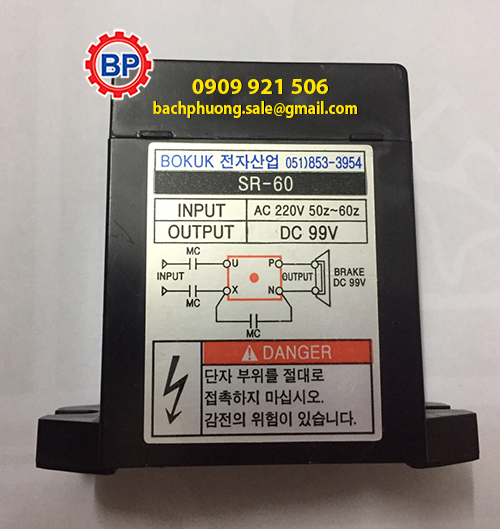 BP
0909 921 506
bachphuong.sale@gmail.com
BOKUK 전자산업 051)853-3954
SR-60
INPUT AC 220V 50z~60z
OUTPUT DC 99V
MC
U P
INPUT OUTPUT BRAKE
DC 99V
X N
MC
MC
DANGER
단자 부위를 절대로
접촉하지 마십시오.
감전의 위험이 있습니다.